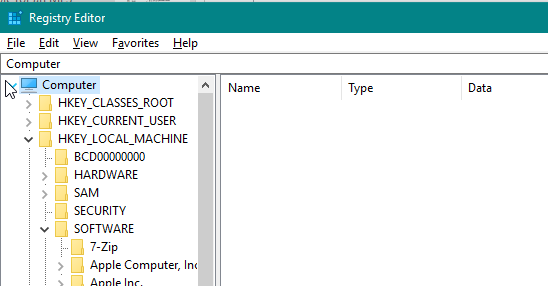 Registry Editor
File Edit View Favorites Help
Computer
Computer
HKEY_CLASSES_ROOT
HKEY_CURRENT_USER
HKEY_LOCAL_MACHINE
BCD00000000
HARDWARE
SAM
SECURITY
SOFTWARE
7-Zip
Apple Computer, Inc
Apple Inc.
Name Type Data